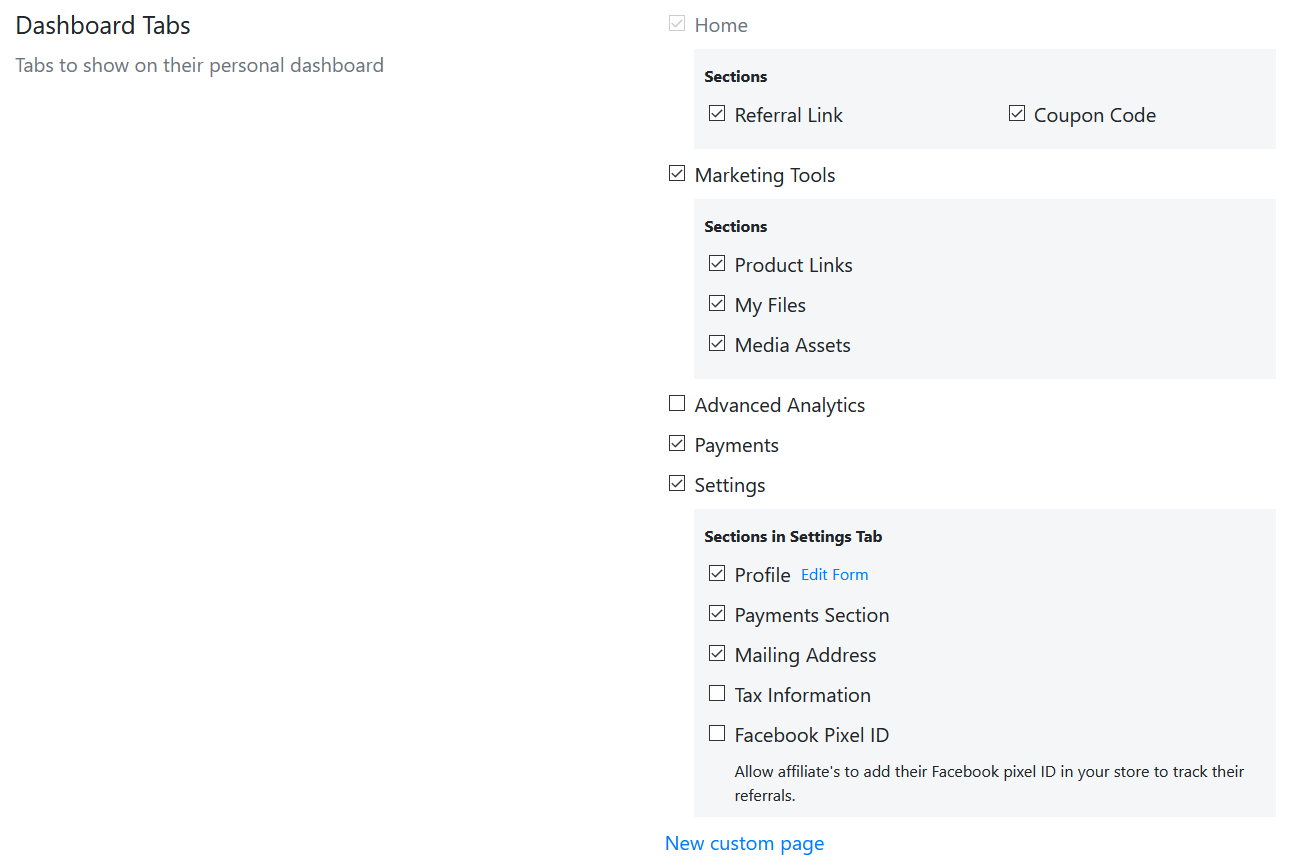 Dashboard Tabs
Tabs to show on their personal dashboard
Home
Sections
Referral Link
Coupon Code
Marketing Tools
Sections
Product Links
My Files
Media Assets
Advanced Analytics
Payments
Settings
Sections in Settings Tab
Profile Edit Form
Payments Section
Mailing Address
Tax Information
Facebook Pixel ID
Allow affiliate's to add their Facebook pixel ID in your store to track their
referrals.
New custom page